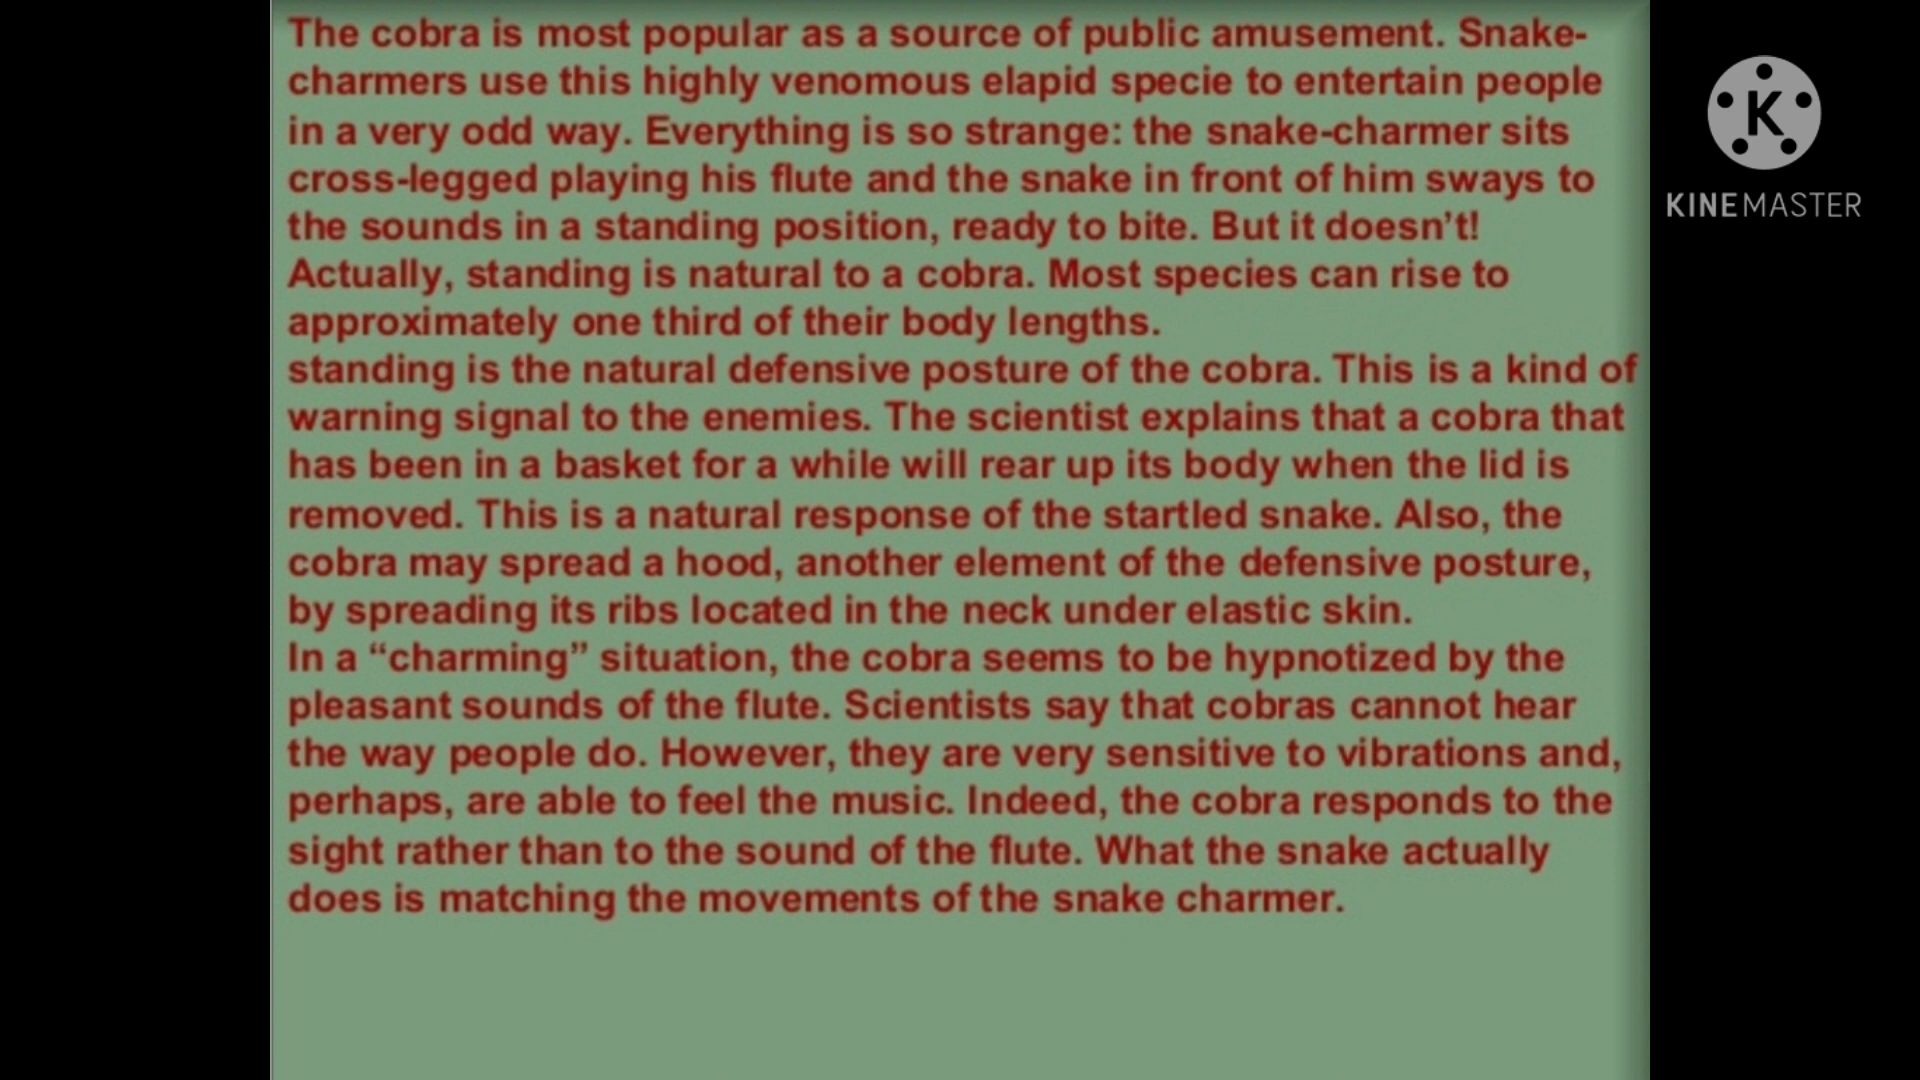 The cobra is most popular as a source of public amusement. Snake-
charmers use this highly venomous elapid specie to entertain people
in a very odd way. Everything is so strange: the snake-charmer sits
cross-legged playing his flute and the snake in front of him sways to
the sounds in a standing position, ready to bite. But it doesn’t!
Actually, standing is natural to a cobra. Most species can rise to
approximately one third of their body lengths.
standing is the natural defensive posture of the cobra. This is a kind of
warning signal to the enemies. The scientist explains that a cobra that
has been in a basket for a while will rear up its body when the lid is
removed. This is a natural response of the startled snake. Also, the
cobra may spread a hood, another element of the defensive posture,
by spreading its ribs located in the neck under elastic skin.
In a “charming” situation, the cobra seems to be hypnotized by the
pleasant sounds of the flute. Scientists say that cobras cannot hear
the way people do. However, they are very sensitive to vibrations and,
perhaps, are able to feel the music. Indeed, the cobra responds to the
sight rather than to the sound of the flute. What the snake actually
does is matching the movements of the snake charmer.
K
KINEMASTER